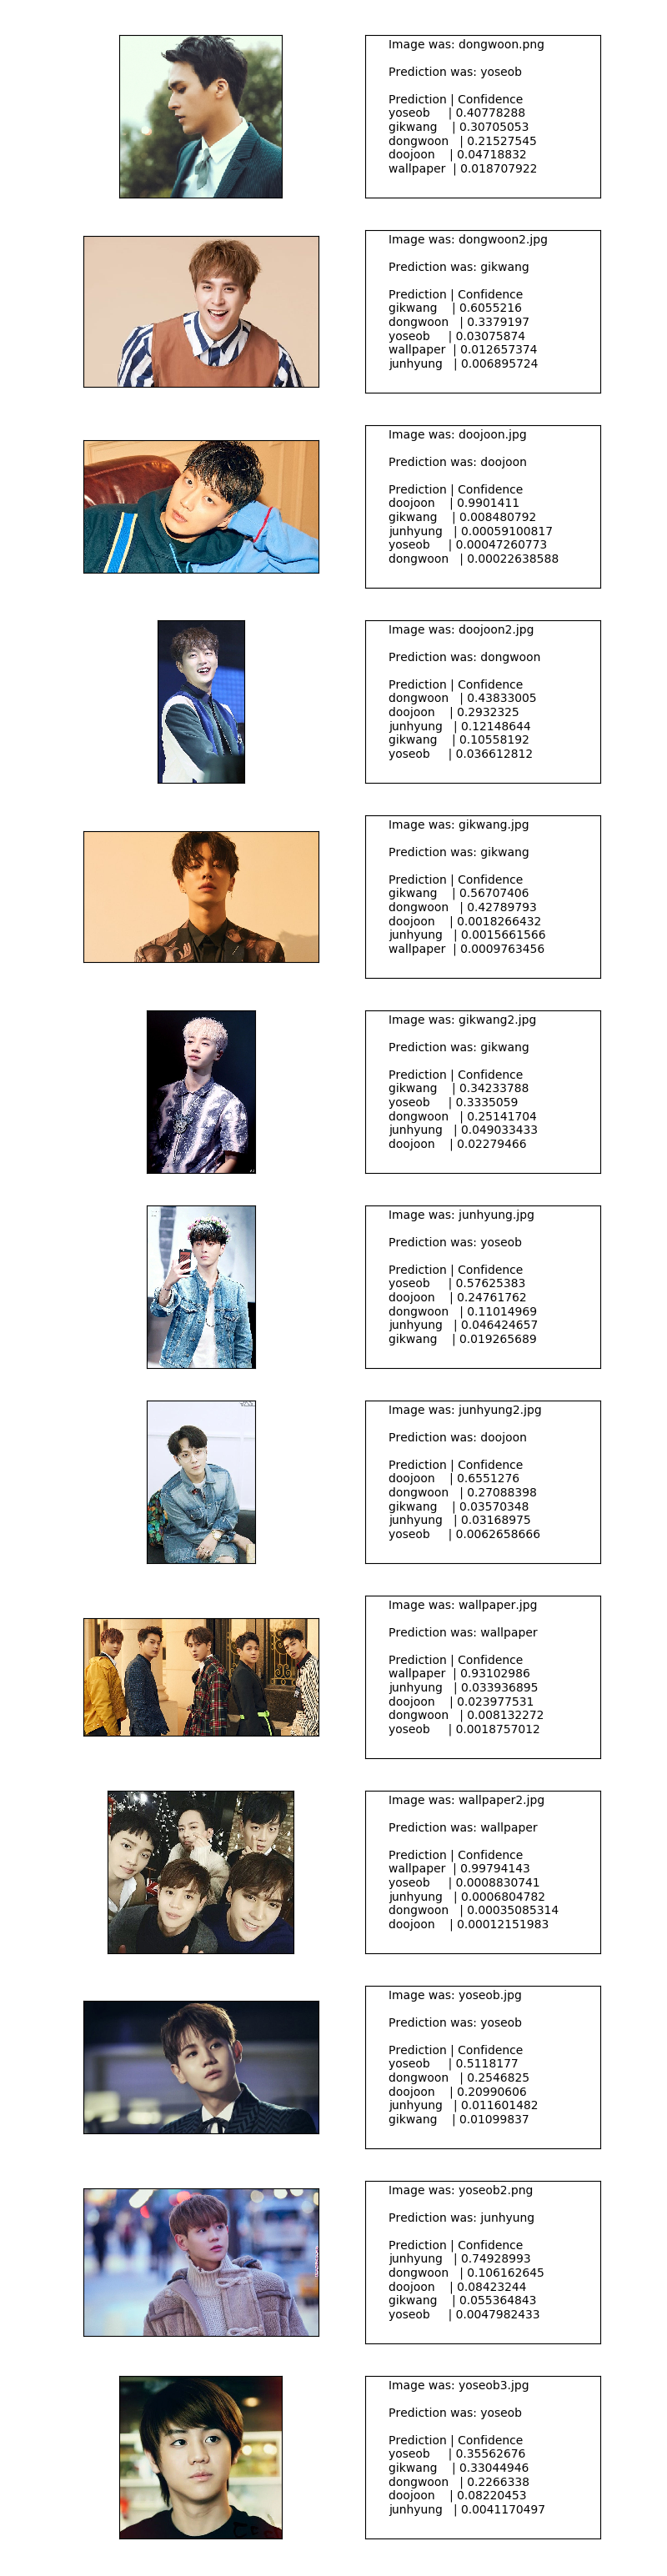 Image was: dongwoon.png
Prediction was: yoseob
Prediction | Confidence
yoseob | 0.40778288
gikwang | 0.30705053
dongwoon | 0.21527545
doojoon | 0.04718832
wallpaper | 0.018707922
Image was: dongwoon2.jpg
Prediction was: gikwang
Prediction | Confidence
gikwang | 0.6055216
dongwoon | 0.3379197
yoseob | 0.03075874
wallpaper | 0.012657374
junhyung | 0.006895724
Image was: doojoon.jpg
Prediction was: doojoon
Prediction | Confidence
doojoon | 0.9901411
gikwang | 0.008480792
junhyung | 0.00059100817
yoseob | 0.00047260773
dongwoon | 0.00022638588
Image was: doojoon2.jpg
Prediction was: dongwoon
Prediction | Confidence
dongwoon | 0.43833005
doojoon | 0.2932325
junhyung | 0.12148644
gikwang | 0.10558192
yoseob | 0.036612812
Image was: gikwang.jpg
Prediction was: gikwang
Prediction | Confidence
gikwang | 0.56707406
dongwoon | 0.42789793
doojoon | 0.0018266432
junhyung | 0.0015661566
wallpaper | 0.0009763456
Image was: gikwang2.jpg
Prediction was: gikwang
Prediction | Confidence
gikwang | 0.34233788
yoseob | 0.3335059
dongwoon | 0.25141704
junhyung | 0.049033433
doojoon | 0.02279466
Image was: junhyung.jpg
Prediction was: yoseob
Prediction | Confidence
yoseob | 0.57625383
doojoon | 0.24761762
dongwoon | 0.11014969
junhyung | 0.046424657
gikwang | 0.019265689
Image was: junhyung2.jpg
Prediction was: doojoon
Prediction | Confidence
doojoon | 0.6551276
dongwoon | 0.27088398
gikwang | 0.03570348
junhyung | 0.03168975
yoseob | 0.0062658666
Image was: wallpaper.jpg
Prediction was: wallpaper
Prediction | Confidence
wallpaper | 0.93102986
junhyung | 0.033936895
doojoon | 0.023977531
dongwoon | 0.008132272
yoseob | 0.0018757012
Image was: wallpaper2.jpg
Prediction was: wallpaper
Prediction | Confidence
wallpaper | 0.99794143
yoseob | 0.0008830741
junhyung | 0.0006804782
dongwoon | 0.00035085314
doojoon | 0.00012151983
Image was: yoseob.jpg
Prediction was: yoseob
Prediction | Confidence
yoseob | 0.5118177
dongwoon | 0.2546825
doojoon | 0.20990606
junhyung | 0.011601482
gikwang | 0.01099837
Image was: yoseob2.png
Prediction was: junhyung
Prediction | Confidence
junhyung | 0.74928993
dongwoon | 0.106162645
doojoon | 0.08423244
gikwang | 0.055364843
yoseob | 0.0047982433
Image was: yoseob3.jpg
Prediction was: yoseob
Prediction | Confidence
yoseob | 0.35562676
gikwang | 0.33044946
dongwoon | 0.2266338
doojoon | 0.08220453
junhyung | 0.0041170497